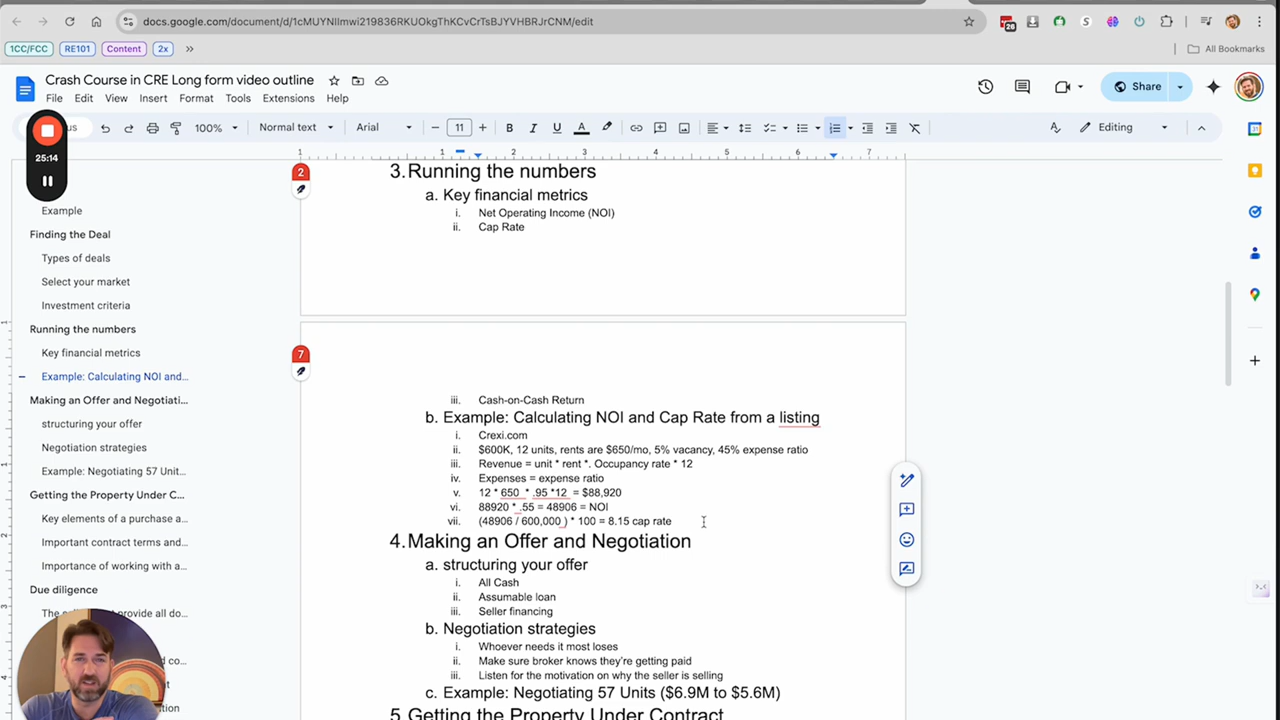 docs.google.com/document/d/1cMUYNIlmwi219836RKUOkgThKCvCrTsBJYVHBRJrCNM/edit
28
S
1CC/FCC RE101 Content 2x »
All Bookmarks
Crash Course in CRE Long form video outline
File Edit View Insert Format Tools Extensions Help
Share
100% Normal text Arial 11 B I U A Editing
25:14
1 1 2 3 4 5 6 7
Example
Finding the Deal
Types of deals
Select your market
Investment criteria
Running the numbers
Key financial metrics
Example: Calculating NOI and...
Making an Offer and Negotiati...
structuring your offer
Negotiation strategies
Example: Negotiating 57 Unit...
Getting the Property Under C...
Key elements of a purchase a...
Important contract terms and...
Importance of working with a...
Due diligence
2
3. Running the numbers
a. Key financial metrics
i. Net Operating Income (NOI)
ii. Cap Rate
7
iii. Cash-on-Cash Return
b. Example: Calculating NOI and Cap Rate from a listing
i. Crexi.com
ii. $600K, 12 units, rents are $650/mo, 5% vacancy, 45% expense ratio
iii. Revenue = unit * rent *. Occupancy rate * 12
iv. Expenses = expense ratio
v. 12 * 650 * .95 *12 = $88,920
vi. 88920 * .55 = 48906 = NOI
vii. (48906 / 600,000 ) * 100 = 8.15 cap rate
4. Making an Offer and Negotiation
a. structuring your offer
i. All Cash
ii. Assumable loan
iii. Seller financing
b. Negotiation strategies
i. Whoever needs it most loses
ii. Make sure broker knows they're getting paid
iii. Listen for the motivation on why the seller is selling
c. Example: Negotiating 57 Units ($6.9M to $5.6M)
5. Getting the Property Under Contract